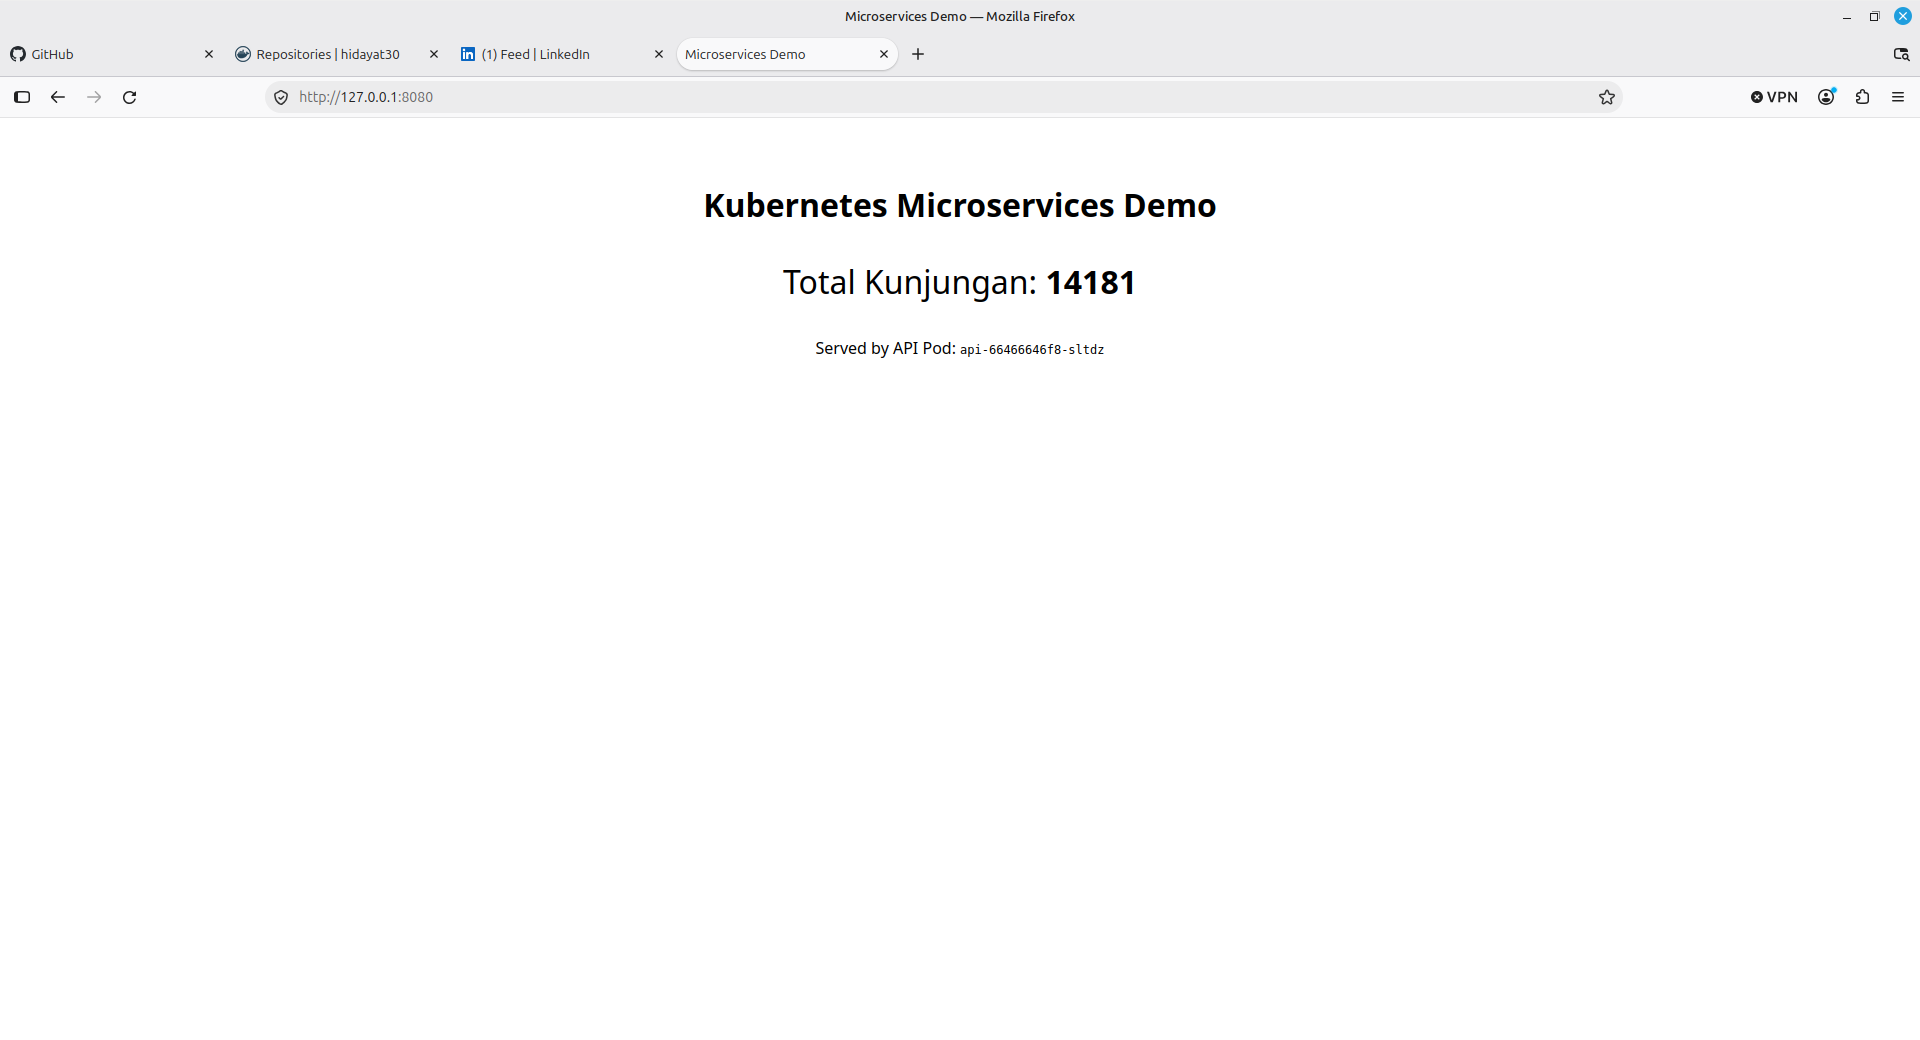 Microservices Demo — Mozilla Firefox
GitHub
Repositories | hidayat30
(1) Feed | LinkedIn
Microservices Demo
http://127.0.0.1:8080
VPN
Kubernetes Microservices Demo
Total Kunjungan: 14181
Served by API Pod: api-66466646f8-sltdz